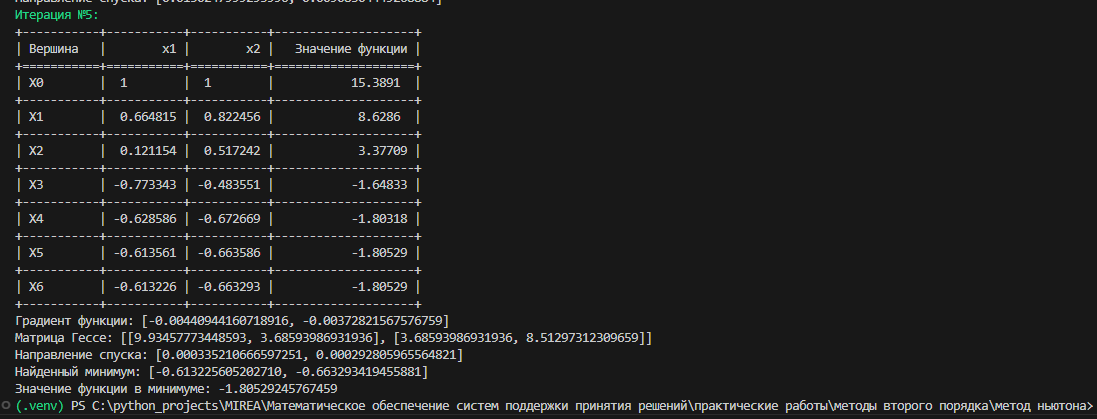 Итерация №5:
+-----------+-----------+-----------+--------------------+
| Вершина   |        x1 |        x2 |   Значение функции |
+===========+===========+===========+====================+
| X0        |  1        |  1        |           15.3891  |
+-----------+-----------+-----------+--------------------+
| X1        |  0.664815 |  0.822456 |            8.6286  |
+-----------+-----------+-----------+--------------------+
| X2        |  0.121154 |  0.517242 |            3.37709 |
+-----------+-----------+-----------+--------------------+
| X3        | -0.773343 | -0.483551 |           -1.64833 |
+-----------+-----------+-----------+--------------------+
| X4        | -0.628586 | -0.672669 |           -1.80318 |
+-----------+-----------+-----------+--------------------+
| X5        | -0.613561 | -0.663586 |           -1.80529 |
+-----------+-----------+-----------+--------------------+
| X6        | -0.613226 | -0.663293 |           -1.80529 |
+-----------+-----------+-----------+--------------------+
Градиент функции: [-0.00440944160718916, -0.00372821567576759]
Матрица Гессе: [[9.93457773448593, 3.68593986931936], [3.68593986931936, 8.51297312309659]]
Направление спуска: [0.000335210666597251, 0.000292805965564821]
Найденный минимум: [-0.613225605202710, -0.663293419455881]
Значение функции в минимуме: -1.80529245767459
(.venv) PS C:\python_projects\MIREA\Математическое обеспечение систем поддержки принятия решений\практические работы\методы второго порядка\метод ньютона>